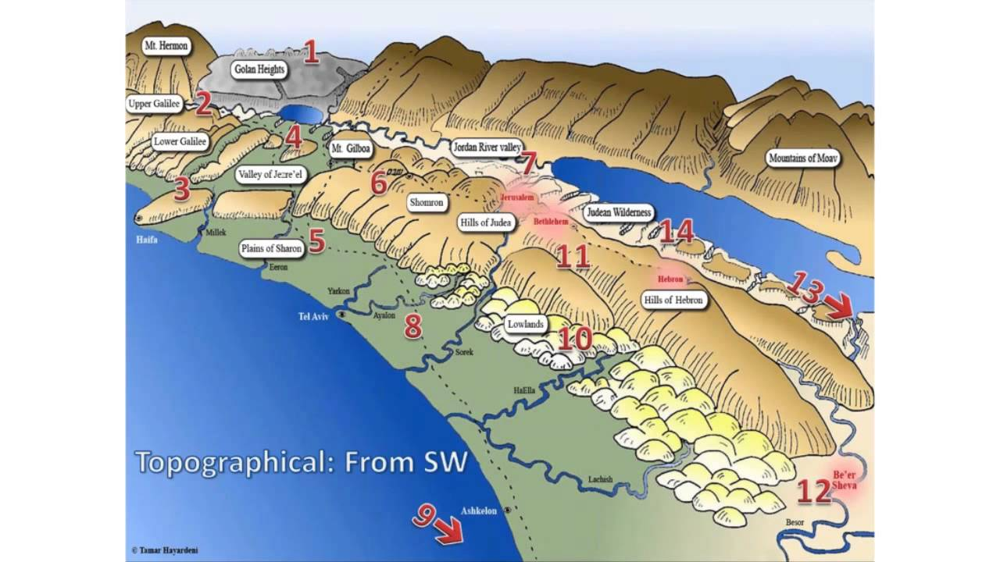 Mt. Hermon
1
Golan Heights
2
Upper Galilee
4
Lower Galilee
Mt. Gilboa
Jordan River valley
7
Mountains of Moav
Valley of Jezre'el
3
6
Shomron
Jerusalem
Judean Wilderness
Hills of Judea
Bethlehem
14
Haifa
Millek
Plains of Sharon
5
Eeron
11
Hebron
Hills of Hebron
13
Yarkon
Tel Aviv
Ayalon
8
Lowlands
10
Sorek
HaElla
Topographical: From SW
Lachish
12
Be'er
Sheva
9
Ashkelon
Besor
© Tamar Hayardeni